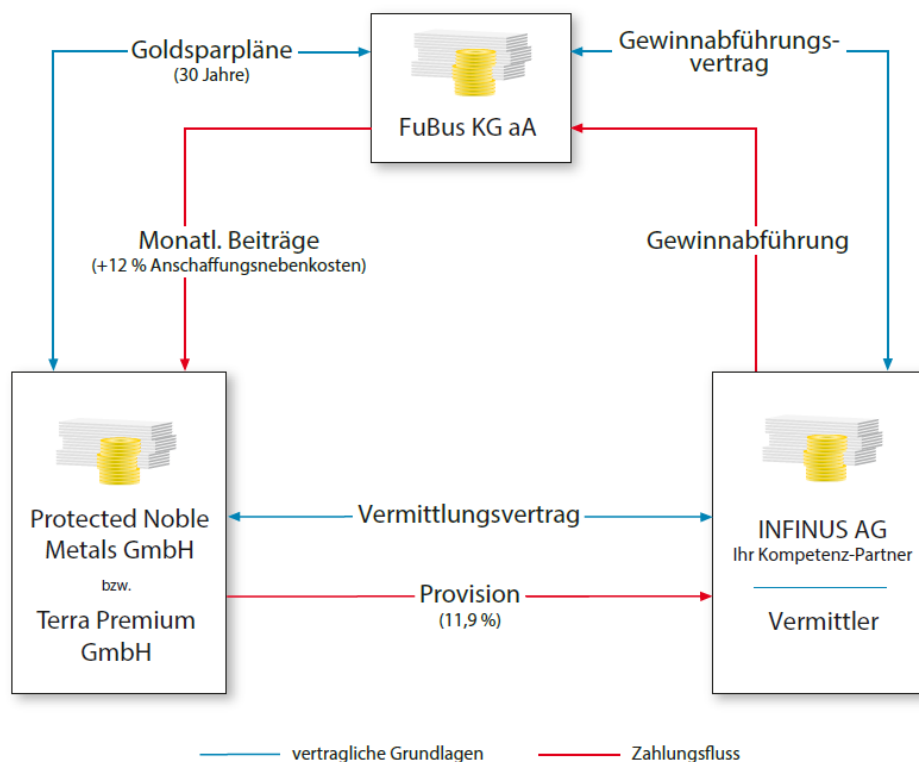 Goldsparpläne
(30 Jahre)
FuBus KG aA
Gewinnabführungs-
vertrag
Monatl. Beiträge
(+12 % Anschaffungsnebenkosten)
Gewinnabführung
Protected Noble
Metals GmbH
bzw.
Terra Premium
GmbH
Vermittlungsvertrag
Provision
(11,9 %)
INFINUS AG
Ihr Kompetenz-Partner
Vermittler
vertragliche Grundlagen
Zahlungsfluss